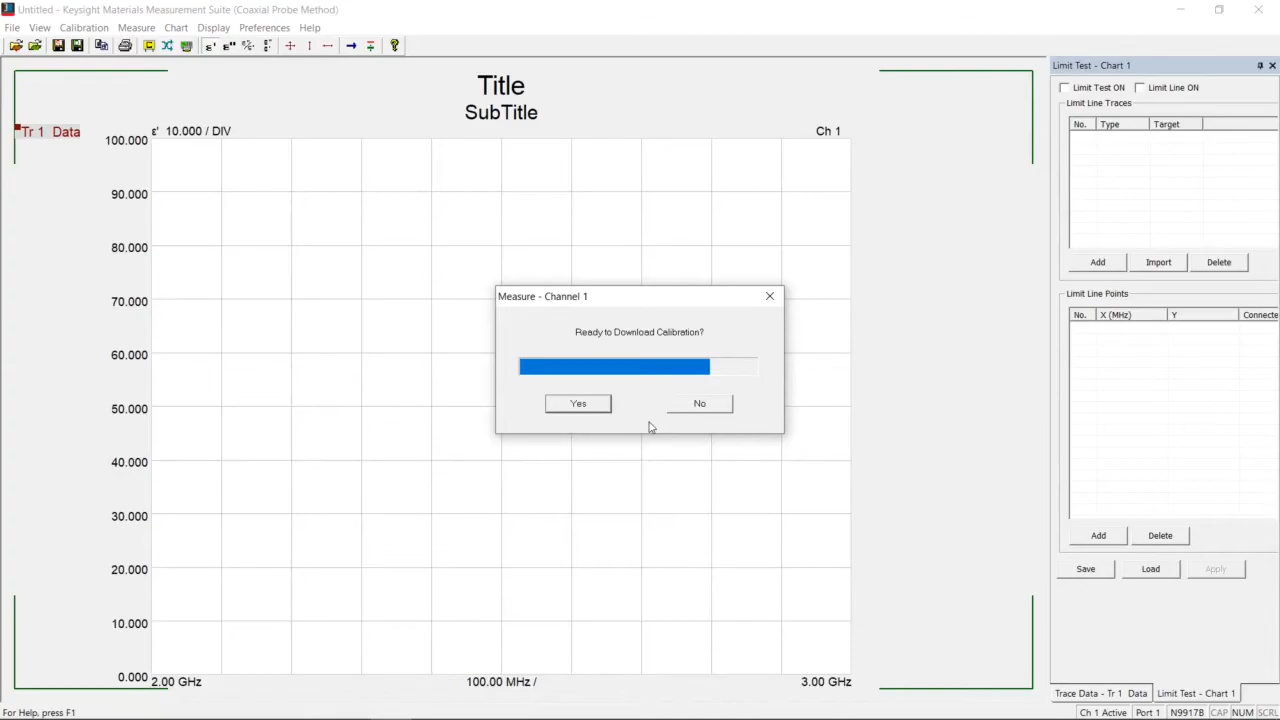 Untitled - Keysight Materials Measurement Suite (Coaxial Probe Method)
File View Calibration Measure Chart Display Preferences Help
Title
SubTitle
Tr 1 Data
ε' 10.000 / DIV
Ch 1
100.000
90.000
80.000
70.000
60.000
50.000
40.000
30.000
20.000
10.000
0.000
2.00 GHz
100.00 MHz /
3.00 GHz
Measure - Channel 1
Ready to Download Calibration?
Yes
No
Limit Test - Chart 1
Limit Test ON
Limit Line ON
Limit Line Traces
No. Type Target
Add Import Delete
Limit Line Points
No. X (MHz) Y Connecte
Add Delete
Save Load Apply
Trace Data - Tr 1 Data
Limit Test - Chart 1
For Help, press F1
Ch 1 Active Port 1 N9917B CAP NUM SCRL